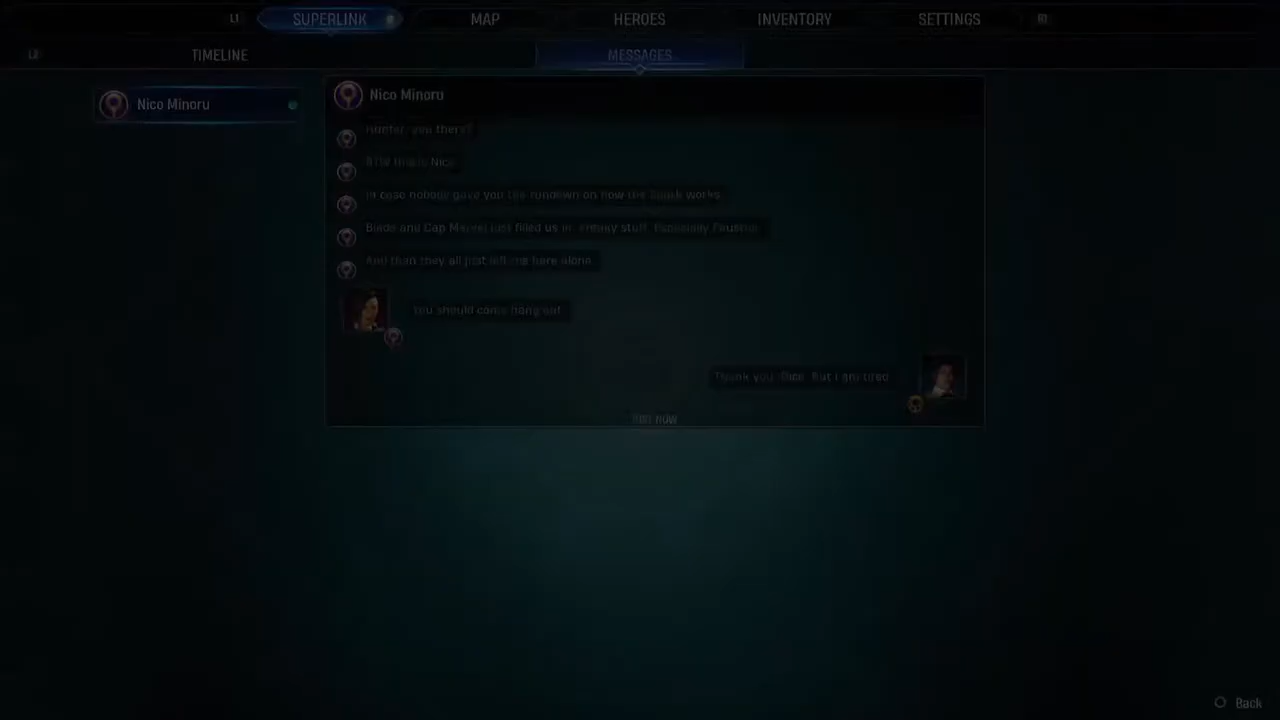 L1
SUPERLINK
MAP
HEROES
INVENTORY
SETTINGS
R1
L2
TIMELINE
MESSAGES
Nico Minoru
Nico Minoru
Hunter, you there?
BTW this is Nico
In case nobody gave you the rundown on how the works
Blade and Cap Marvel just filled us in. Freaky stuff. Especially
And then they all just left me here alone
You should come hang out
Thank you, Nico. But I am tired
JUST NOW
Back